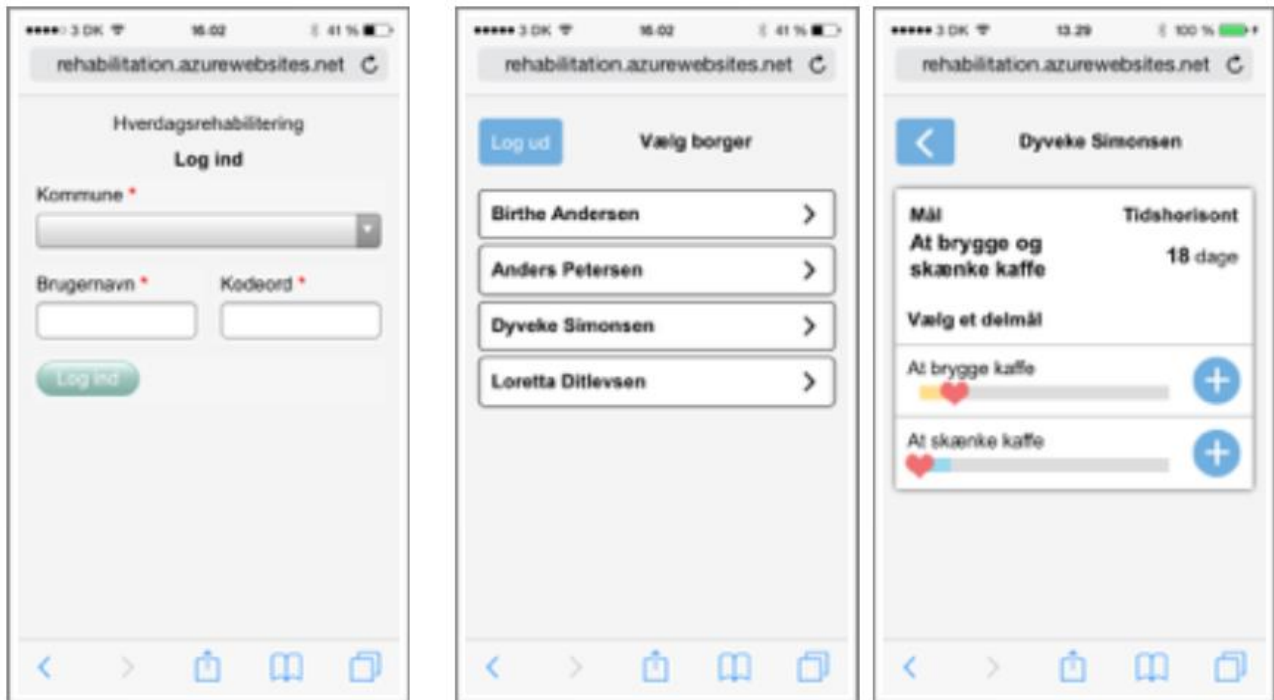 3 DK 16.02 41 %
rehabilitation.azurewebsites.net
Hverdagsrehabilitering
Log ind
Kommune *
Brugernavn * Kodeord *
Log ind
3 DK 16.02 41 %
rehabilitation.azurewebsites.net
Log ud Vælg borger
Birthe Andersen
Anders Petersen
Dyveke Simonsen
Loretta Ditlevsen
3 DK 13.29 100 %
rehabilitation.azurewebsites.net
Dyveke Simonsen
Mål Tidshorisont
At brygge og
skænke kaffe 18 dage
Vælg et delmål
At brygge kaffe
At skænke kaffe